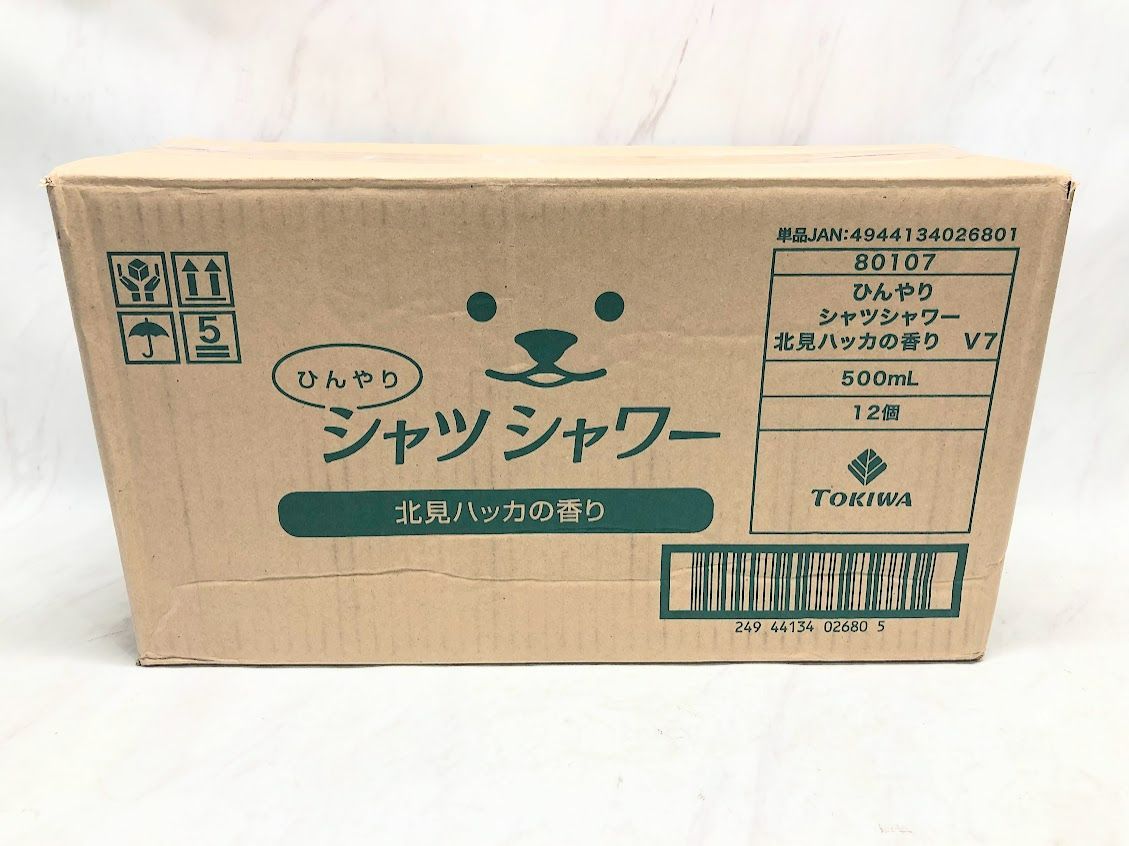 5
ひんやり
シャツシャワー
北見ハッカの香り
単品JAN:4944134026801
80107
ひんやり
シャツシャワー
北見ハッカの香り V7
500mL
12個
TOKIWA
249 44134 02680 5